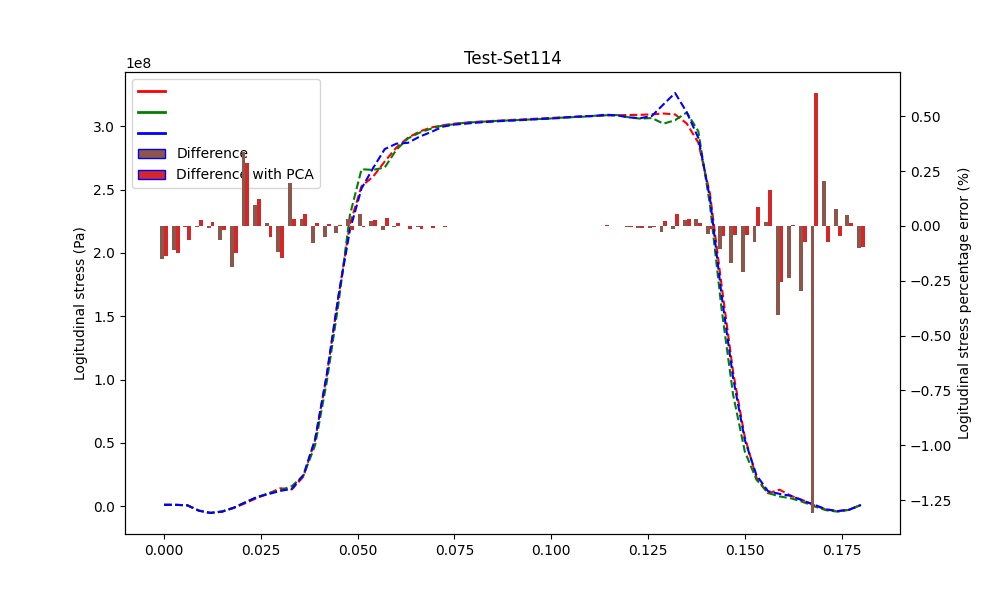 Test-Set114
1e8
Difference
Difference with PCA
3.0
2.5
2.0
1.5
1.0
0.5
0.0
Logitudinal stress (Pa)
0.50
0.25
0.00
−0.25
−0.50
−0.75
−1.00
−1.25
Logitudinal stress percentage error (%)
0.000 0.025 0.050 0.075 0.100 0.125 0.150 0.175